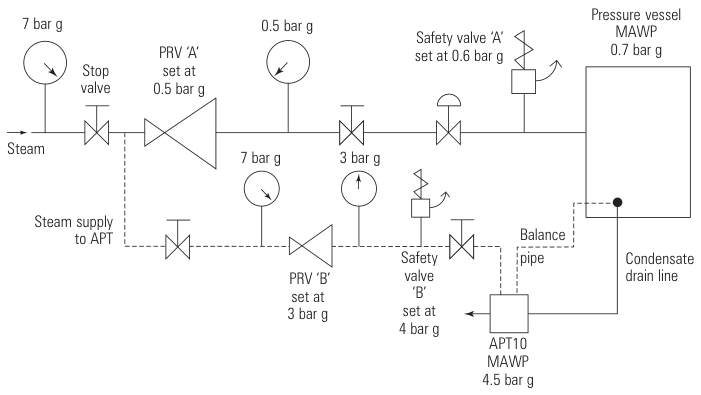 7 bar g
Stop
valve
PRV ‘A’
set at
0.5 bar g
0.5 bar g
Safety valve ‘A’
set at 0.6 bar g
Pressure vessel
MAWP
0.7 bar g
Steam
Steam supply
to APT
7 bar g
3 bar g
PRV ‘B’
set at
3 bar g
Safety
valve
‘B’
set at
4 bar g
Balance
pipe
Condensate
drain line
APT10
MAWP
4.5 bar g